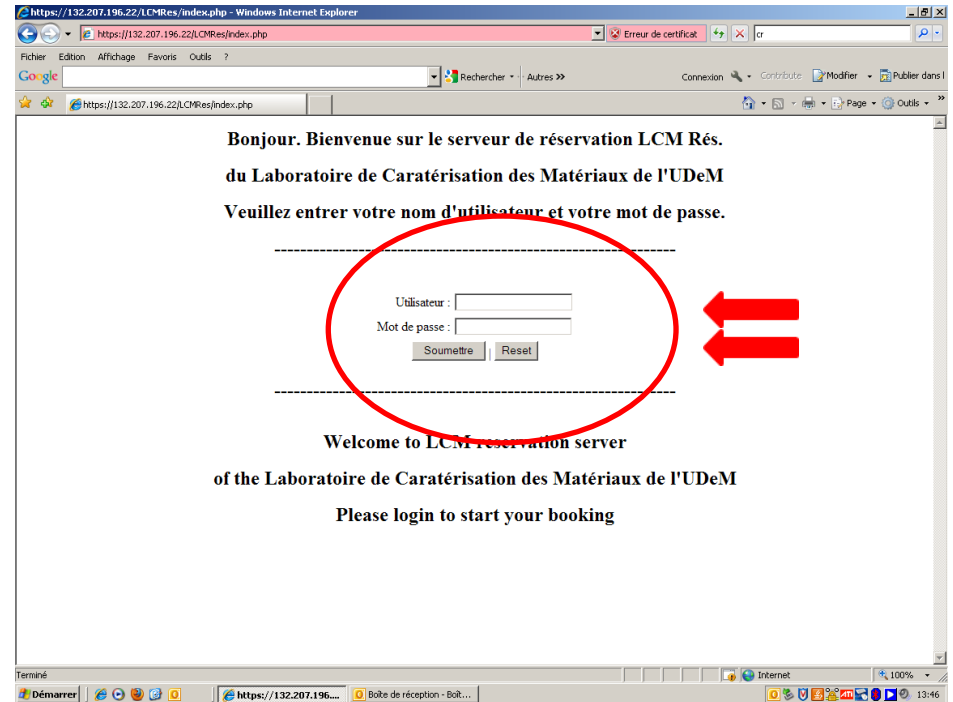 https://132.207.196.22/LCMRes/index.php - Windows Internet Explorer
https://132.207.196.22/LCMRes/index.php Erreur de certificat cr
Fichier Edition Affichage Favoris Outils ?
Google Rechercher Autres >> Connexion Contribute Modifier Publier dans l
https://132.207.196.22/LCMRes/index.php Page Outils »
Bonjour. Bienvenue sur le serveur de réservation LCM Rés.
du Laboratoire de Caratérisation des Matériaux de l'UDeM
Veuillez entrer votre nom d'utilisateur et votre mot de passe.
--------------------------------------------------------------
Utilisateur :
Mot de passe :
Soumettre | Reset
--------------------------------------------------------------
Welcome to LCM reservation server
of the Laboratoire de Caratérisation des Matériaux de l'UDeM
Please login to start your booking
Terminé Internet 100%
Démarrer https://132.207.196.... Boîte de réception - Boît... 13:46